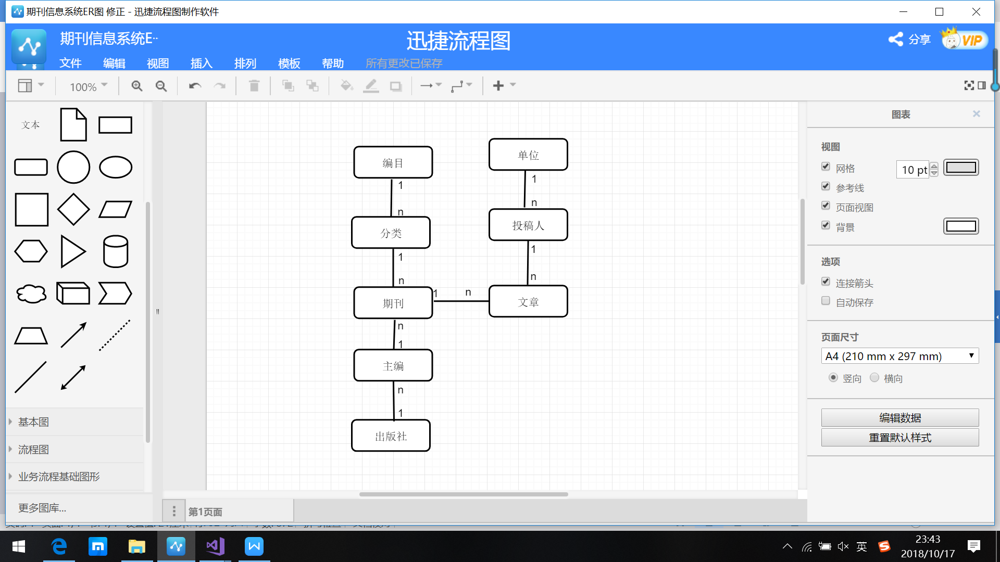 期刊信息系统ER图 修正 - 迅捷流程图制作软件
期刊信息系统E··
迅捷流程图
分享
VIP
文件
编辑
视图
插入
排列
模板
帮助
所有更改已保存
100%
文本
基本图
流程图
业务流程基础图形
更多图库...
编目
1
n
分类
1
n
期刊
1
n
n
1
主编
n
1
出版社
单位
1
n
投稿人
1
n
文章
第1页面
图表
视图
网格
10 pt
参考线
页面视图
背景
选项
连接箭头
自动保存
页面尺寸
A4 (210 mm x 297 mm)
竖向
横向
编辑数据
重置默认样式
英
23:43
2018/10/17